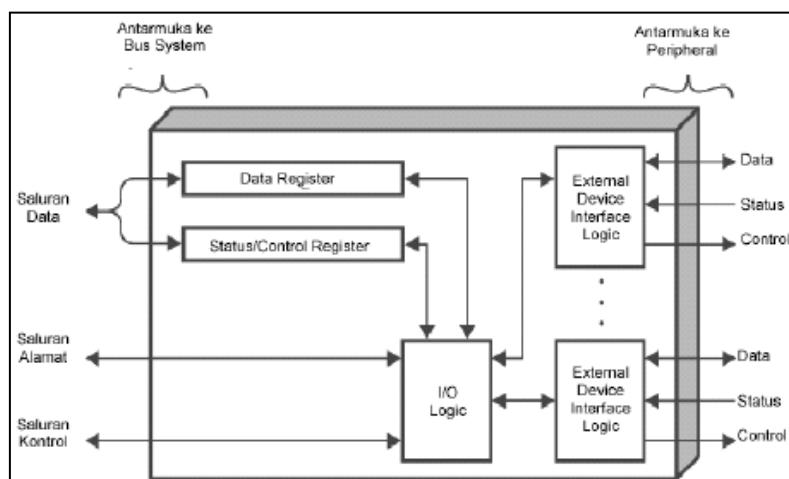 Antarmuka ke
Bus System
Antarmuka ke
Peripheral
Saluran
Data
Data Register
Status/Control Register
External
Device
Interface
Logic
Data
Status
Control
Saluran
Alamat
Saluran
Kontrol
I/O
Logic
External
Device
Interface
Logic
Data
Status
Control